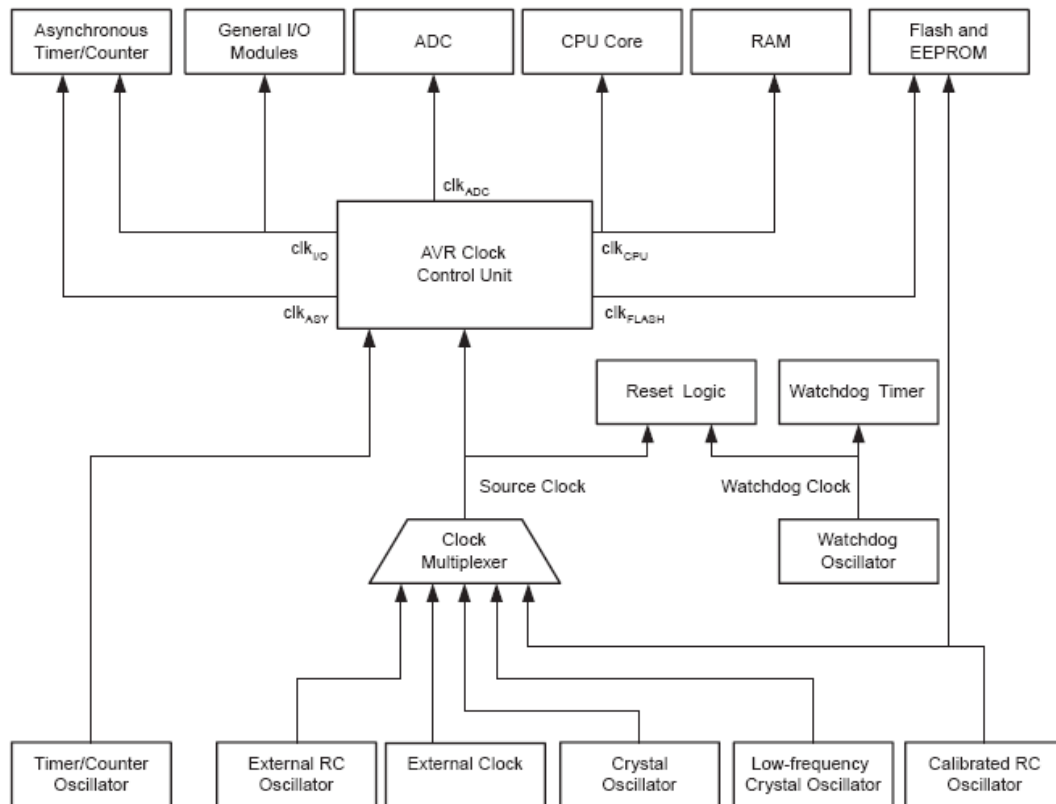 Asynchronous
Timer/Counter
General I/O
Modules
ADC
CPU Core
RAM
Flash and
EEPROM
clkADC
clkI/O
AVR Clock
Control Unit
clkCPU
clkASY
clkFLASH
Reset Logic
Watchdog Timer
Source Clock
Watchdog Clock
Clock
Multiplexer
Watchdog
Oscillator
Timer/Counter
Oscillator
External RC
Oscillator
External Clock
Crystal
Oscillator
Low-frequency
Crystal Oscillator
Calibrated RC
Oscillator